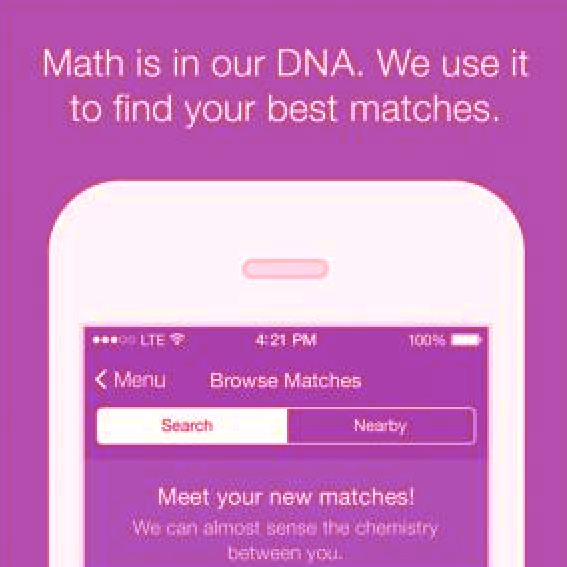 Math is in our DNA. We use it
to find your best matches.
LTE 4:21 PM 100%
Menu Browse Matches
Search Nearby
Meet your new matches!
We can almost sense the chemistry
between you.